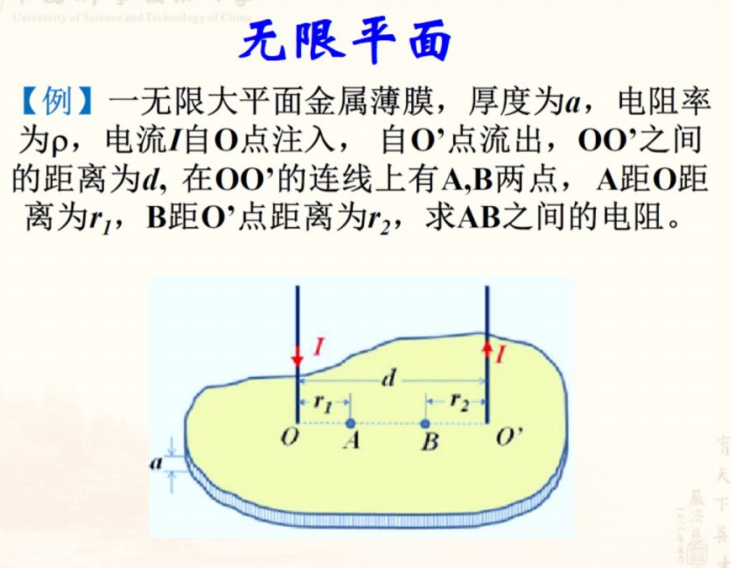 University of Science and Technology of China
无限平面
【例】一无限大平面金属薄膜，厚度为a，电阻率
为ρ，电流I自O点注入， 自O’点流出，OO’之间
的距离为d, 在OO’的连线上有A,B两点， A距O距
离为r1，B距O’点距离为r2，求AB之间的电阻。
I
I
d
r1
r2
O
A
B
O’
a